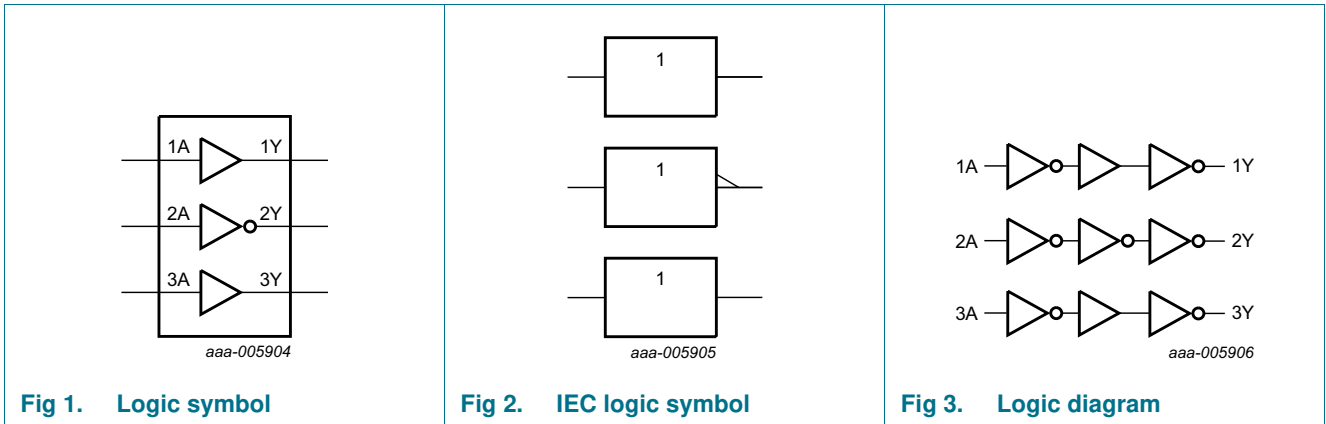 1A 1Y
2A 2Y
3A 3Y
aaa-005904
Fig 1. Logic symbol
1
1
1
aaa-005905
Fig 2. IEC logic symbol
1A 1Y
2A 2Y
3A 3Y
aaa-005906
Fig 3. Logic diagram